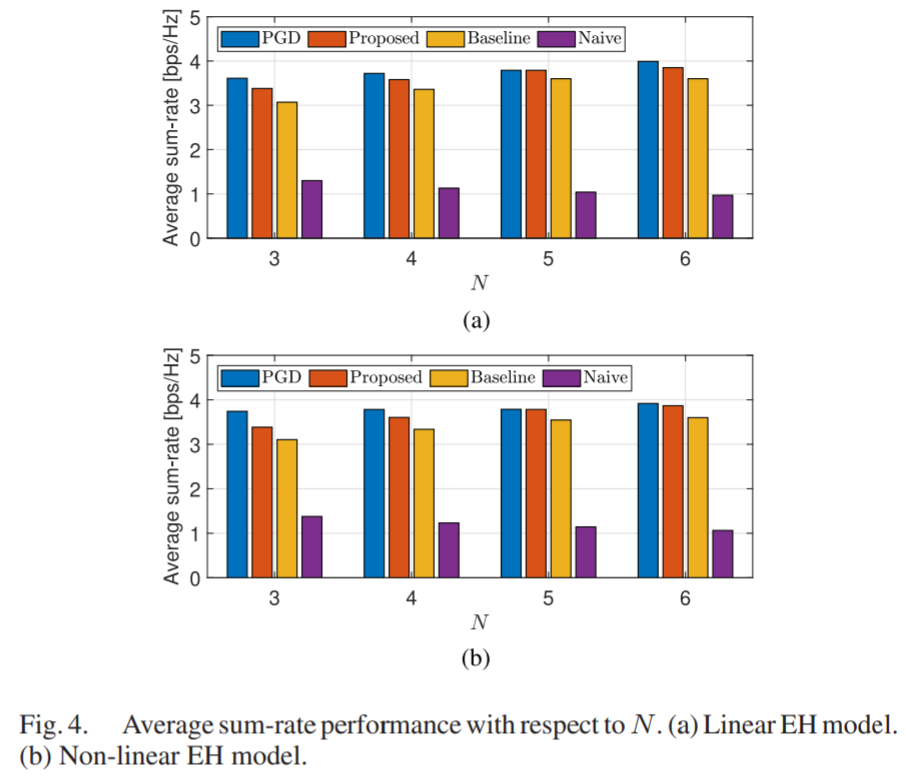 Average sum-rate [bps/Hz]
5
4
3
2
1
0
PGD Proposed Baseline Naive
3 4 5 6
N
(a)
Average sum-rate [bps/Hz]
5
4
3
2
1
0
PGD Proposed Baseline Naive
3 4 5 6
N
(b)
Fig. 4. Average sum-rate performance with respect to N. (a) Linear EH model.
(b) Non-linear EH model.